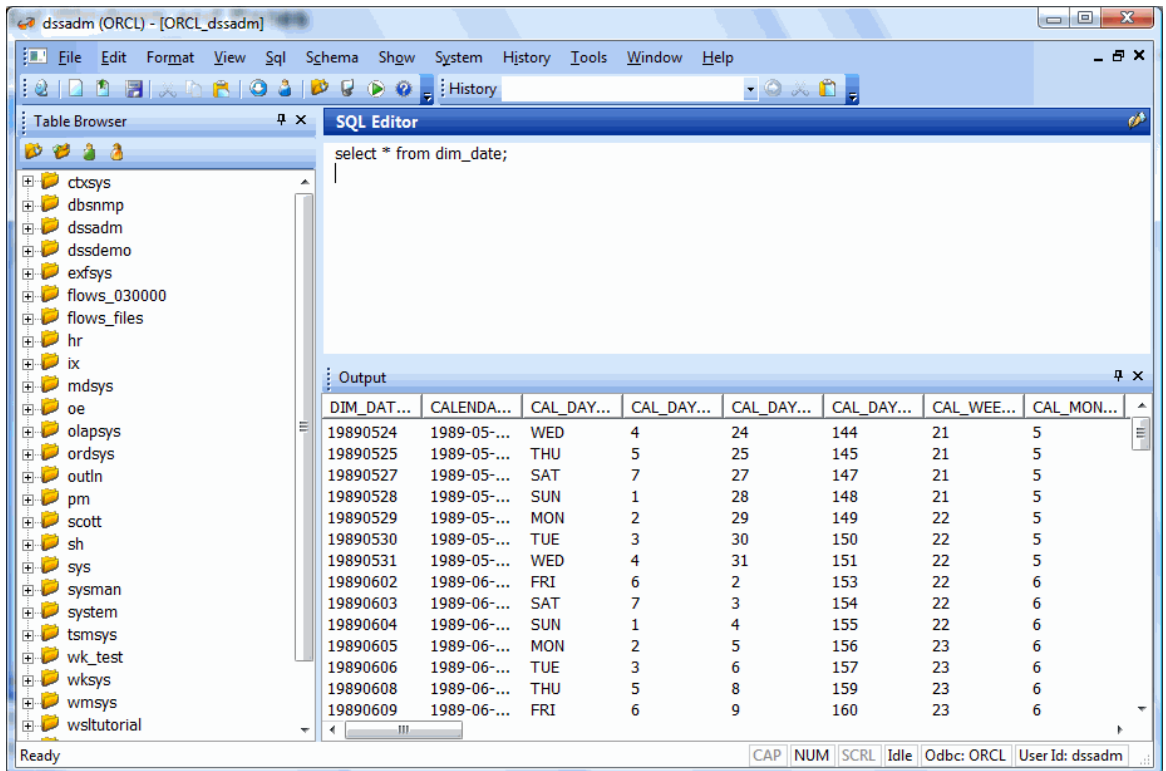 dssadm (ORCL) - [ORCL_dssadm]
File Edit Format View Sql Schema Show System History Tools Window Help
History
Table Browser
SQL Editor
select * from dim_date;
ctxsys
dbsnmp
dssadm
dssdemo
exfsys
flows_030000
flows_files
hr
ix
mdsys
oe
olapsys
ordsys
outln
pm
scott
sh
sys
sysman
system
tsmsys
wk_test
wksys
wmsys
wsltutorial
Output
DIM_DAT... CALENDA... CAL_DAY... CAL_DAY... CAL_DAY... CAL_DAY... CAL_WEE... CAL_MON...
19890524 1989-05-... WED 4 24 144 21 5
19890525 1989-05-... THU 5 25 145 21 5
19890527 1989-05-... SAT 7 27 147 21 5
19890528 1989-05-... SUN 1 28 148 21 5
19890529 1989-05-... MON 2 29 149 22 5
19890530 1989-05-... TUE 3 30 150 22 5
19890531 1989-05-... WED 4 31 151 22 5
19890602 1989-06-... FRI 6 2 153 22 6
19890603 1989-06-... SAT 7 3 154 22 6
19890604 1989-06-... SUN 1 4 155 22 6
19890605 1989-06-... MON 2 5 156 23 6
19890606 1989-06-... TUE 3 6 157 23 6
19890608 1989-06-... THU 5 8 159 23 6
19890609 1989-06-... FRI 6 9 160 23 6
Ready
CAP NUM SCRL Idle Odbc: ORCL User Id: dssadm